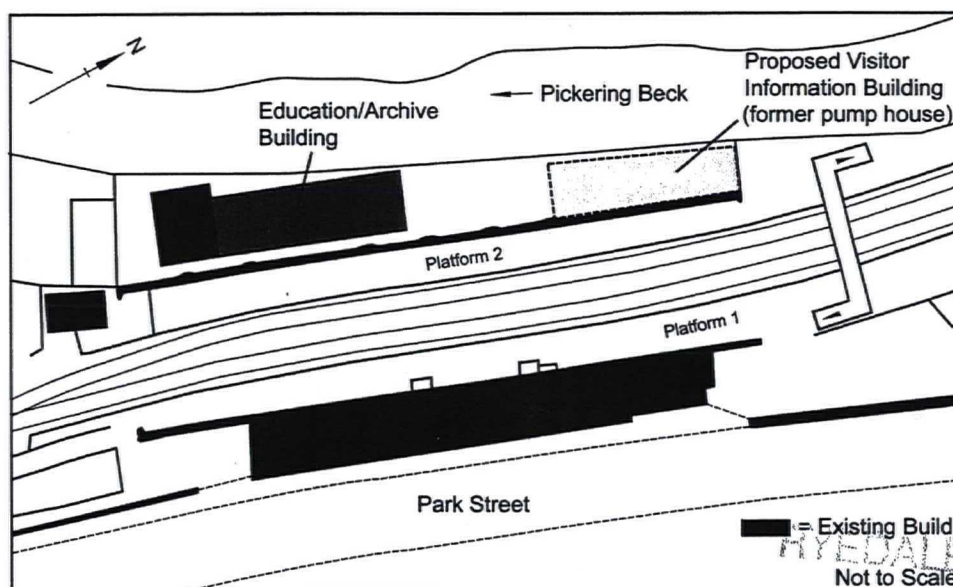 N
Education/Archive
Building
← Pickering Beck
Proposed Visitor
Information Building
(former pump house)
Platform 2
Platform 1
Park Street
= Existing Build
RYEDALE
Not to Scale